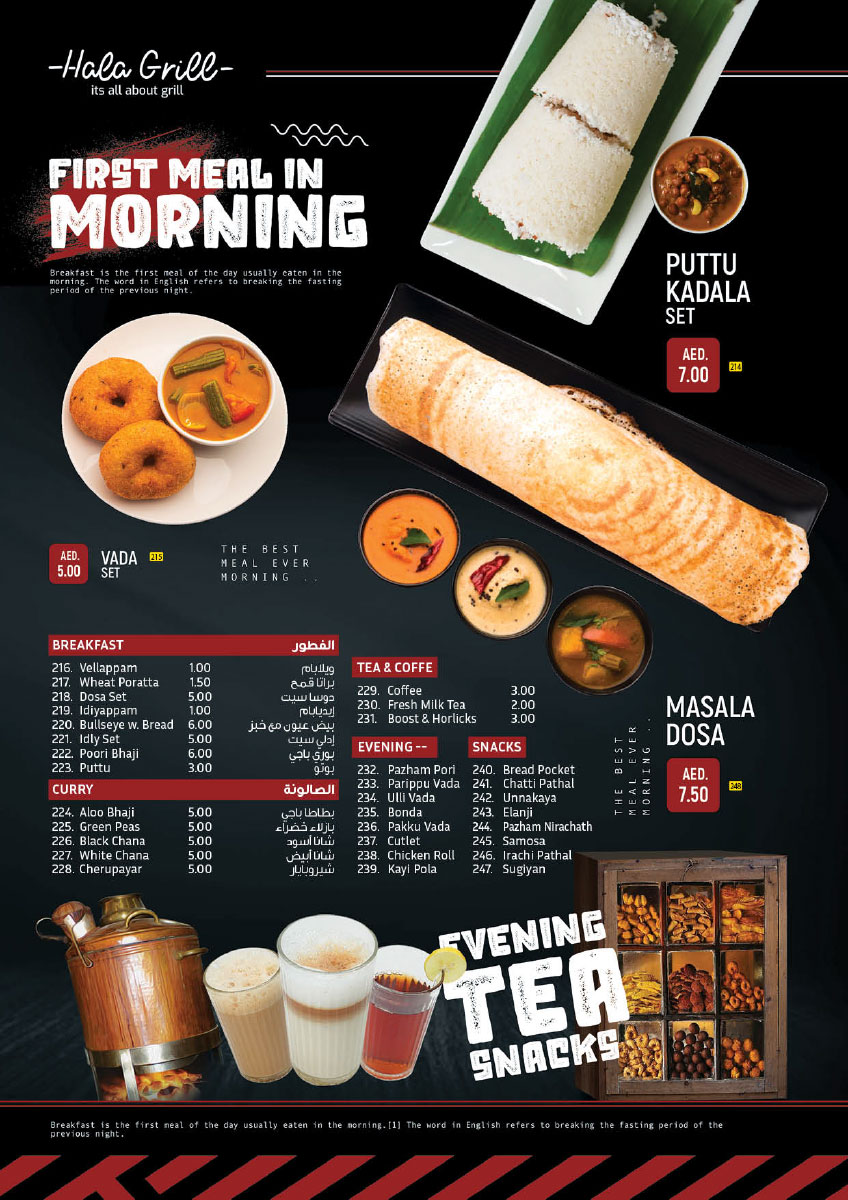 -Hala Grill-
its all about grill
FIRST MEAL IN
MORNING
Breakfast is the first meal of the day usually eaten in the
morning. The word in English refers to breaking the fasting
period of the previous night.
PUTTU
KADALA
SET
AED.
7.00
214
AED.
5.00
VADA
SET
215
THE BEST
MEAL EVER
MORNING ..
BREAKFAST الفطور
216. Vellappam 1.00 ويلابام
217. Wheat Poratta 1.50 براتا قمح
218. Dosa Set 5.00 دوسا سيت
219. Idiyappam 1.00 إيديابام
220. Bullseye w. Bread 6.00 بيض عيون مع خبز
221. Idly Set 5.00 إدلي سيت
222. Poori Bhaji 6.00 بوري باجي
223. Puttu 3.00 بوتو
CURRY الصالونة
224. Aloo Bhaji 5.00 بطاطا باجي
225. Green Peas 5.00 بازلاء خضراء
226. Black Chana 5.00 شانا أسود
227. White Chana 5.00 شانا أبيض
228. Cherupayar 5.00 شيروبايار
TEA & COFFE
229. Coffee 3.00
230. Fresh Milk Tea 2.00
231. Boost & Horlicks 3.00
EVENING --
232. Pazham Pori
233. Parippu Vada
234. Ulli Vada
235. Bonda
236. Pakku Vada
237. Cutlet
238. Chicken Roll
239. Kayi Pola
SNACKS
240. Bread Pocket
241. Chatti Pathal
242. Unnakaya
243. Elanji
244. Pazham Nirachath
245. Samosa
246. Irachi Pathal
247. Sugiyan
THE BEST
MEAL EVER
MORNING ..
MASALA
DOSA
AED.
7.50
248
EVENING
TEA
SNACKS
Breakfast is the first meal of the day usually eaten in the morning.[1] The word in English refers to breaking the fasting period of the
previous night.